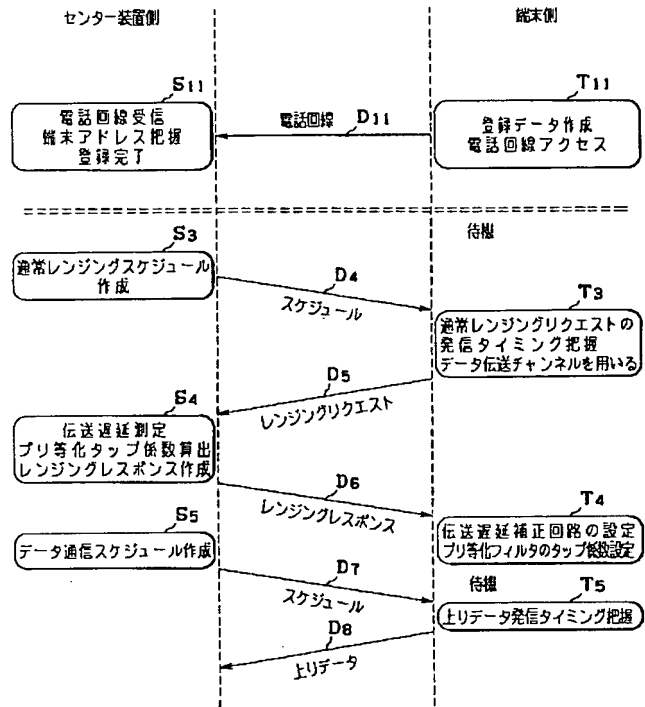 センター装置側
端末側
S11
電話回線受信
端末アドレス把握
登録完了
電話回線
D11
T11
登録データ作成
電話回線アクセス
待機
S3
通常レンジングスケジュール
作成
D4
スケジュール
T3
通常レンジングリクエストの
発信タイミング把握
データ伝送チャンネルを用いる
D5
レンジングリクエスト
S4
伝送遅延測定
プリ等化タップ係数算出
レンジングレスポンス作成
D6
レンジングレスポンス
T4
伝送遅延補正回路の設定
プリ等化フィルタのタップ係数設定
S5
データ通信スケジュール作成
D7
スケジュール
待機
T5
上りデータ発信タイミング把握
D8
上りデータ